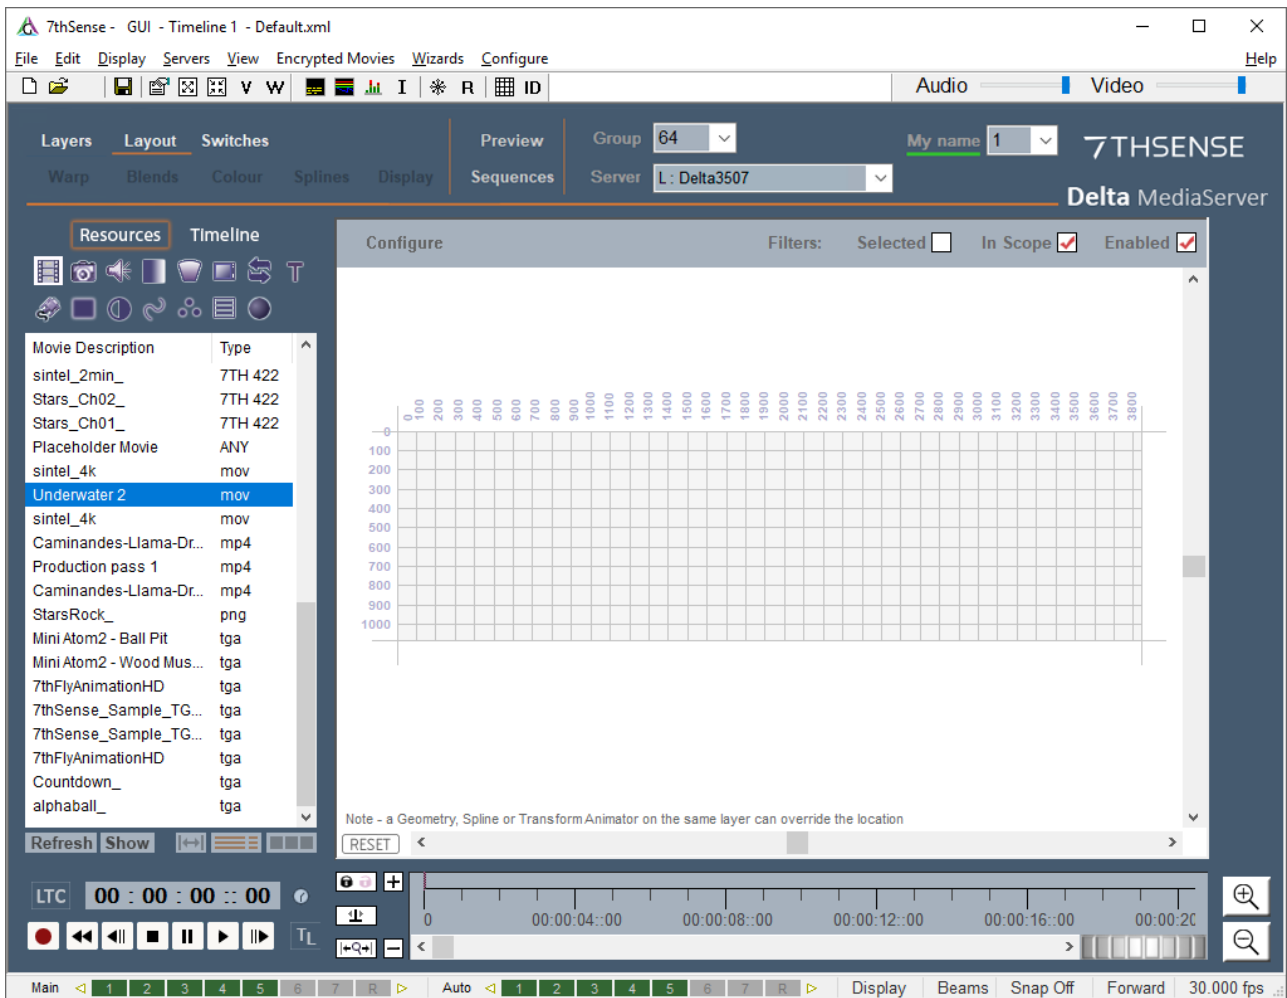 7thSense - GUI - Timeline 1 - Default.xml
File Edit Display Servers View Encrypted Movies Wizards Configure Help
V W I R ID Audio Video
Layers Layout Switches Preview Group 64 My name 1 7THSENSE
Warp Blends Colour Splines Display Sequences Server L : Delta3507
Delta MediaServer
Resources Timeline
Configure Filters: Selected In Scope Enabled
T
Movie Description Type
sintel_2min_ 7TH 422
Stars_Ch02_ 7TH 422
Stars_Ch01_ 7TH 422
Placeholder Movie ANY
sintel_4k mov
Underwater 2 mov
sintel_4k mov
Caminandes-Llama-Dr... mp4
Production pass 1 mp4
Caminandes-Llama-Dr... mp4
StarsRock_ png
Mini Atom2 - Ball Pit tga
Mini Atom2 - Wood Mus... tga
7thFlyAnimationHD tga
7thSense_Sample_TG... tga
7thSense_Sample_TG... tga
7thFlyAnimationHD tga
Countdown_ tga
alphaball_ tga
Refresh Show
0 100 200 300 400 500 600 700 800 900 1000 1100 1200 1300 1400 1500 1600 1700 1800 1900 2000 2100 2200 2300 2400 2500 2600 2700 2800 2900 3000 3100 3200 3300 3400 3500 3600 3700 3800
0
100
200
300
400
500
600
700
800
900
1000
Note - a Geometry, Spline or Transform Animator on the same layer can override the location
RESET
LTC 00 : 00 : 00 :: 00
TL
0 00:00:04::00 00:00:08::00 00:00:12::00 00:00:16::00 00:00:20
Main 1 2 3 4 5 6 7 R Auto 1 2 3 4 5 6 7 R Display Beams Snap Off Forward 30.000 fps